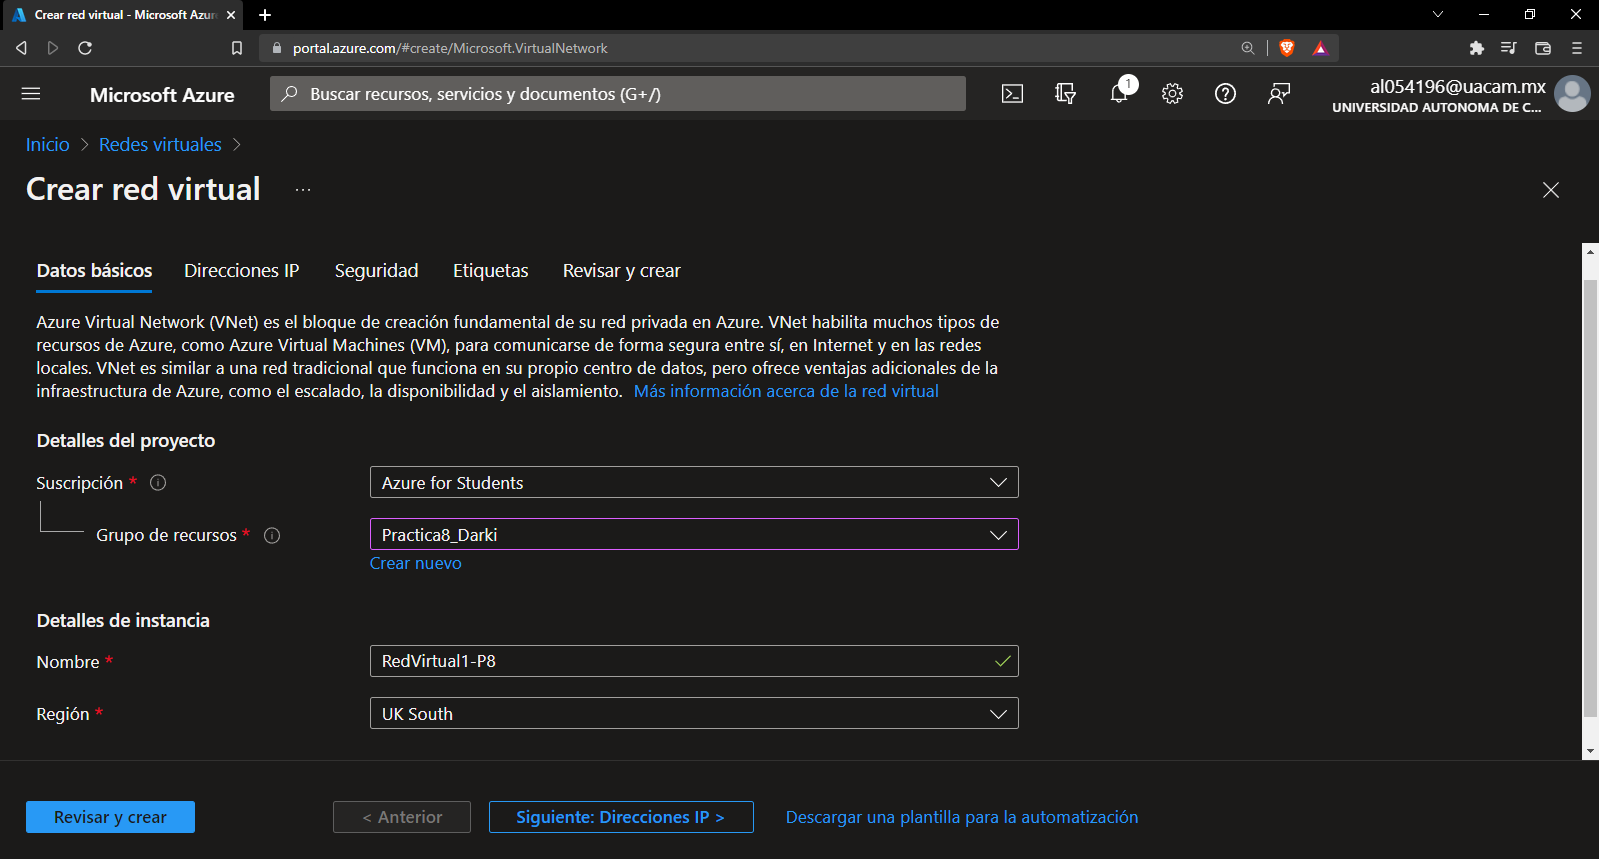 Crear red virtual - Microsoft Azur
portal.azure.com/#create/Microsoft.VirtualNetwork
Microsoft Azure
Buscar recursos, servicios y documentos (G+/)
1
al054196@uacam.mx
UNIVERSIDAD AUTONOMA DE C...
Inicio > Redes virtuales >
Crear red virtual ...
Datos básicos Direcciones IP Seguridad Etiquetas Revisar y crear
Azure Virtual Network (VNet) es el bloque de creación fundamental de su red privada en Azure. VNet habilita muchos tipos de
recursos de Azure, como Azure Virtual Machines (VM), para comunicarse de forma segura entre sí, en Internet y en las redes
locales. VNet es similar a una red tradicional que funciona en su propio centro de datos, pero ofrece ventajas adicionales de la
infraestructura de Azure, como el escalado, la disponibilidad y el aislamiento. Más información acerca de la red virtual
Detalles del proyecto
Suscripción * Azure for Students
Grupo de recursos * Practica8_Darki
Crear nuevo
Detalles de instancia
Nombre * RedVirtual1-P8
Región * UK South
Revisar y crear < Anterior Siguiente: Direcciones IP > Descargar una plantilla para la automatización